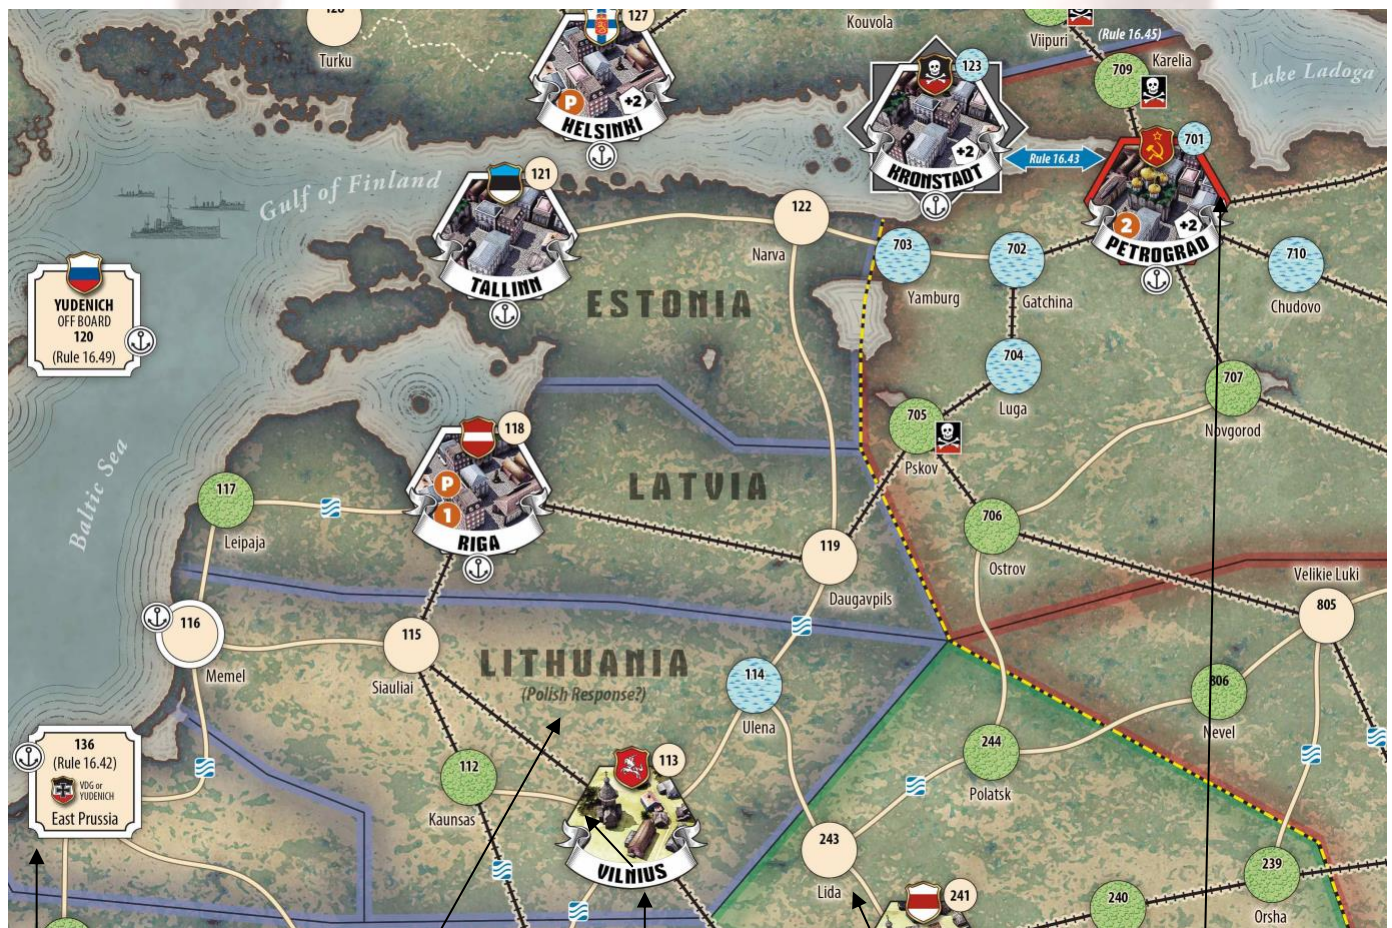 127
Kouvola
Viipuri
(Rule 16.45)
Karelia
Turku
123
709
Lake Ladoga
P
+2
HELSINKI
701
+2
KRONSTADT
Rule 16.43
Gulf of Finland
121
122
2
+2
PETROGRAD
703
702
710
Narva
TALLINN
ESTONIA
Yamburg
Gatchina
Chudovo
YUDENICH
OFF BOARD
120
(Rule 16.49)
704
707
Luga
705
Novgorod
118
Pskov
Baltic Sea
P
1
RIGA
LATVIA
117
706
Leipaja
119
Ostrov
Daugavpils
Velikie Luki
805
116
115
Memel
Siauliai
LITHUANIA
(Polish Response?)
114
Ulena
806
Nevel
136
(Rule 16.42)
VDG or
YUDENICH
East Prussia
244
Polatsk
112
113
Kaunsas
VILNIUS
243
Lida
239
Orsha
241
240